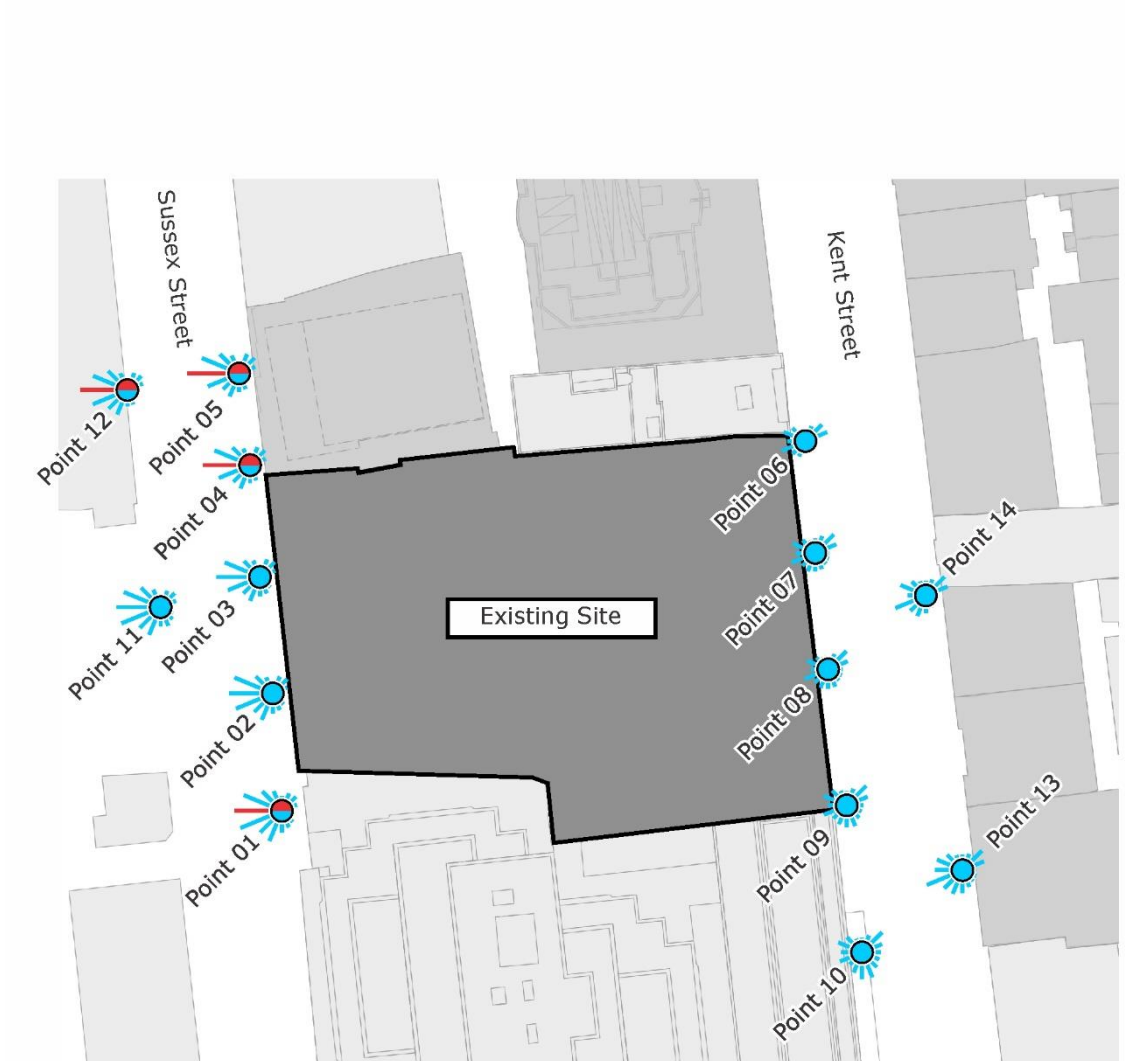 Sussex Street
Kent Street
Point 12
Point 05
Point 04
Point 06
Point 14
Point 03
Point 11
Point 07
Existing Site
Point 02
Point 08
Point 01
Point 09
Point 13
Point 10